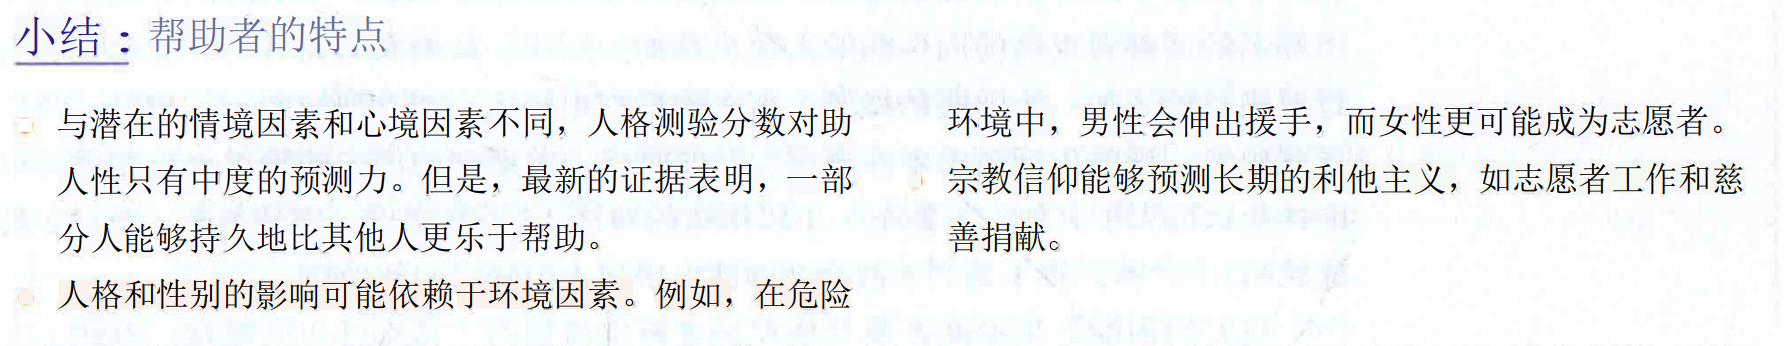 小结：帮助者的特点
与潜在的情境因素和心境因素不同，人格测验分数对助
人性只有中度的预测力。但是，最新的证据表明，一部
分人能够持久地比其他人更乐于帮助。
人格和性别的影响可能依赖于环境因素。例如，在危险
环境中，男性会伸出援手，而女性更可能成为志愿者。
宗教信仰能够预测长期的利他主义，如志愿者工作和慈
善捐献。